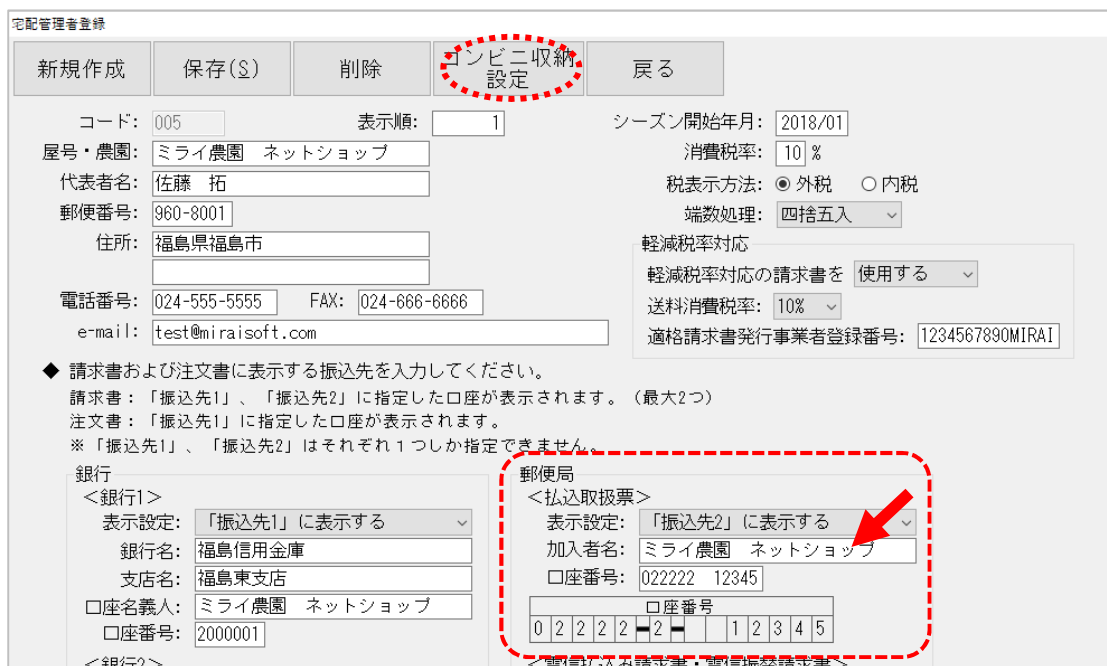 宅配管理者登録
新規作成 保存(S) 削除 コンビニ収納設定 戻る
コード: 005 表示順: 1 シーズン開始年月: 2018/01
屋号・農園: ミライ農園　ネットショップ 消費税率: 10 %
代表者名: 佐藤　拓 税表示方法: 外税 内税
郵便番号: 960-8001 端数処理: 四捨五入
住所: 福島県福島市 軽減税率対応
軽減税率対応の請求書を 使用する
電話番号: 024-555-5555 FAX: 024-666-6666 送料消費税率: 10%
e-mail: test@miraisoft.com 適格請求書発行事業者登録番号: 1234567890MIRAI
◆ 請求書および注文書に表示する振込先を入力してください。
請求書：「振込先1」、「振込先2」に指定した口座が表示されます。（最大2つ）
注文書：「振込先1」に指定した口座が表示されます。
※「振込先1」、「振込先2」はそれぞれ１つしか指定できません。
銀行
＜銀行1＞
表示設定: 「振込先1」に表示する
銀行名: 福島信用金庫
支店名: 福島東支店
口座名義人: ミライ農園　ネットショップ
口座番号: 2000001
＜銀行2＞
郵便局
＜払込取扱票＞
表示設定: 「振込先2」に表示する
加入者名: ミライ農園　ネットショップ
口座番号: 022222　12345
口座番号
0 2 2 2 2 - 2 - 1 2 3 4 5
＜電信払込み請求書・電信振替請求書＞